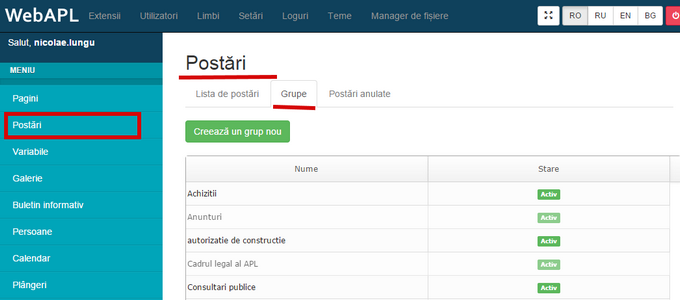 WebAPL Extensii Utilizatori Limbi Setări Loguri Teme Manager de fișiere RO RU EN BG
Salut, nicolae.lungu
MENIU
Pagini
Postări
Variabile
Galerie
Buletin informativ
Persoane
Calendar
Plângeri
Postări
Lista de postări Grupe Postări anulate
Creează un grup nou
Nume Stare
Achizitii Activ
Anunturi Activ
autorizatie de constructie Activ
Cadrul legal al APL Activ
Consultari publice Activ